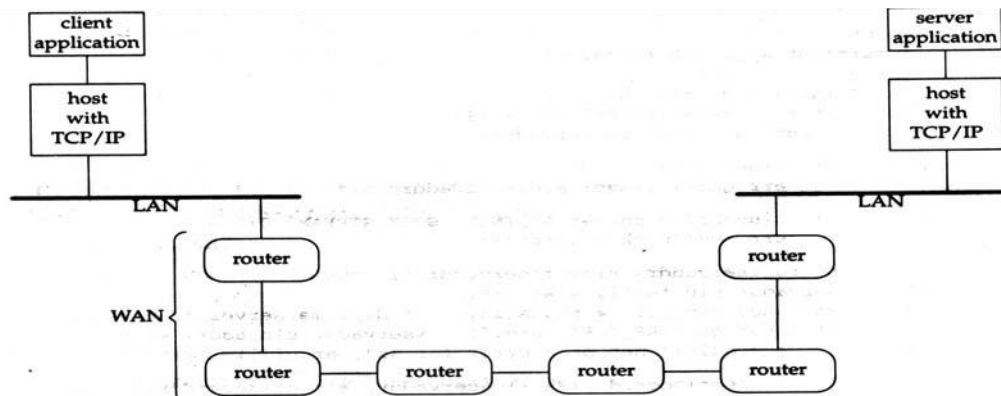 client
application
server
application
host
with
TCP/IP
host
with
TCP/IP
LAN
LAN
router
router
WAN
router
router
router
router